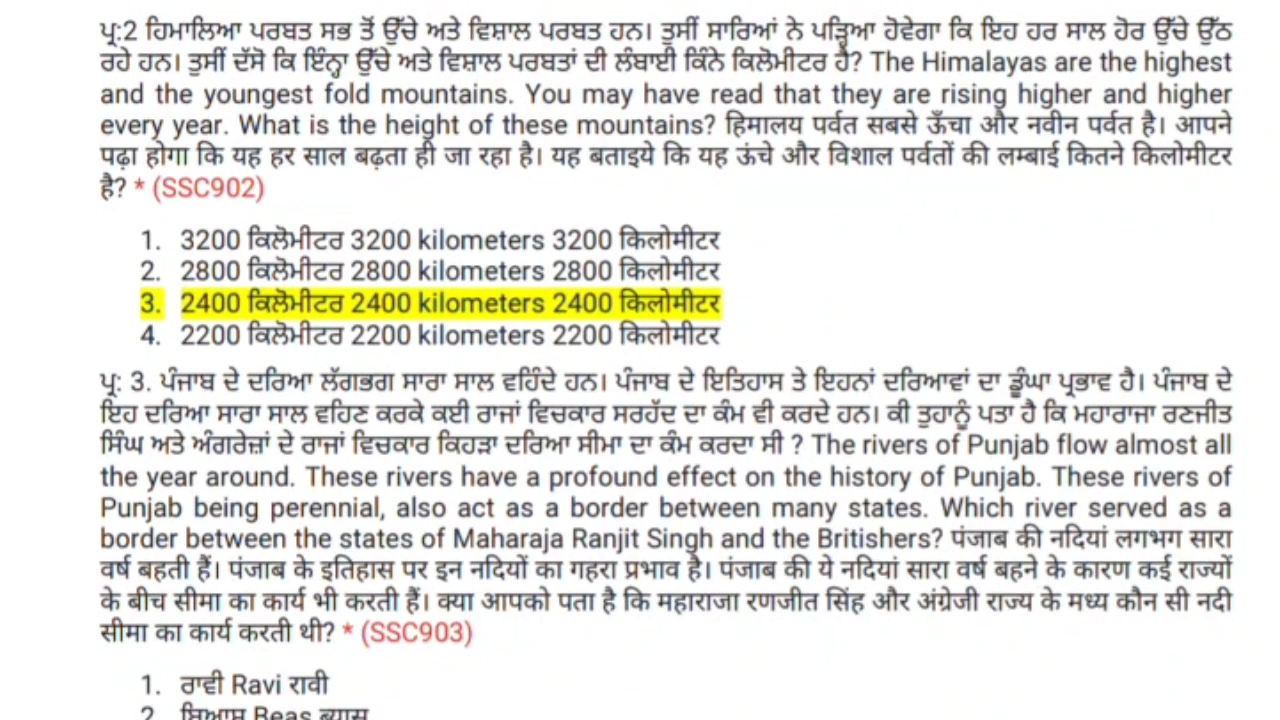 ਪ੍ਰ:2 ਹਿਮਾਲਿਆ ਪਰਬਤ ਸਭ ਤੋਂ ਉੱਚੇ ਅਤੇ ਵਿਸ਼ਾਲ ਪਰਬਤ ਹਨ। ਤੁਸੀਂ ਸਾਰਿਆਂ ਨੇ ਪੜ੍ਹਿਆ ਹੋਵੇਗਾ ਕਿ ਇਹ ਹਰ ਸਾਲ ਹੋਰ ਉੱਚੇ ਉੱਠ
ਰਹੇ ਹਨ। ਤੁਸੀਂ ਦੱਸੋ ਕਿ ਇੰਨ੍ਹਾ ਉੱਚੇ ਅਤੇ ਵਿਸ਼ਾਲ ਪਰਬਤਾਂ ਦੀ ਲੰਬਾਈ ਕਿੰਨੇ ਕਿਲੋਮੀਟਰ ਹੈ? The Himalayas are the highest
and the youngest fold mountains. You may have read that they are rising higher and higher
every year. What is the height of these mountains? हिमालय पर्वत सबसे ऊँचा और नवीन पर्वत है। आपने
पढ़ा होगा कि यह हर साल बढ़ता ही जा रहा है। यह बताइये कि यह ऊंचे और विशाल पर्वतों की लम्बाई कितने किलोमीटर
है? * (SSC902)
1. 3200 ਕਿਲੋਮੀਟਰ 3200 kilometers 3200 किलोमीटर
2. 2800 ਕਿਲੋਮੀਟਰ 2800 kilometers 2800 किलोमीटर
3. 2400 ਕਿਲੋਮੀਟਰ 2400 kilometers 2400 किलोमीटर
4. 2200 ਕਿਲੋਮੀਟਰ 2200 kilometers 2200 किलोमीटर
ਪ੍ਰ: 3. ਪੰਜਾਬ ਦੇ ਦਰਿਆ ਲੱਗਭਗ ਸਾਰਾ ਸਾਲ ਵਹਿੰਦੇ ਹਨ। ਪੰਜਾਬ ਦੇ ਇਤਿਹਾਸ ਤੇ ਇਹਨਾਂ ਦਰਿਆਵਾਂ ਦਾ ਡੂੰਘਾ ਪ੍ਰਭਾਵ ਹੈ। ਪੰਜਾਬ ਦੇ
ਇਹ ਦਰਿਆ ਸਾਰਾ ਸਾਲ ਵਹਿਣ ਕਰਕੇ ਕਈ ਰਾਜਾਂ ਵਿਚਕਾਰ ਸਰਹੱਦ ਦਾ ਕੰਮ ਵੀ ਕਰਦੇ ਹਨ। ਕੀ ਤੁਹਾਨੂੰ ਪਤਾ ਹੈ ਕਿ ਮਹਾਰਾਜਾ ਰਣਜੀਤ
ਸਿੰਘ ਅਤੇ ਅੰਗਰੇਜ਼ਾਂ ਦੇ ਰਾਜਾਂ ਵਿਚਕਾਰ ਕਿਹੜਾ ਦਰਿਆ ਸੀਮਾ ਦਾ ਕੰਮ ਕਰਦਾ ਸੀ ? The rivers of Punjab flow almost all
the year around. These rivers have a profound effect on the history of Punjab. These rivers of
Punjab being perennial, also act as a border between many states. Which river served as a
border between the states of Maharaja Ranjit Singh and the Britishers? पंजाब की नदियां लगभग सारा
वर्ष बहती हैं। पंजाब के इतिहास पर इन नदियों का गहरा प्रभाव है। पंजाब की ये नदियां सारा वर्ष बहने के कारण कई राज्यों
के बीच सीमा का कार्य भी करती हैं। क्या आपको पता है कि महाराजा रणजीत सिंह और अंग्रेजी राज्य के मध्य कौन सी नदी
सीमा का कार्य करती थी? * (SSC903)
1. ਰਾਵੀ Ravi रावी
2. ਬਿਆਸ Beas ब्यास